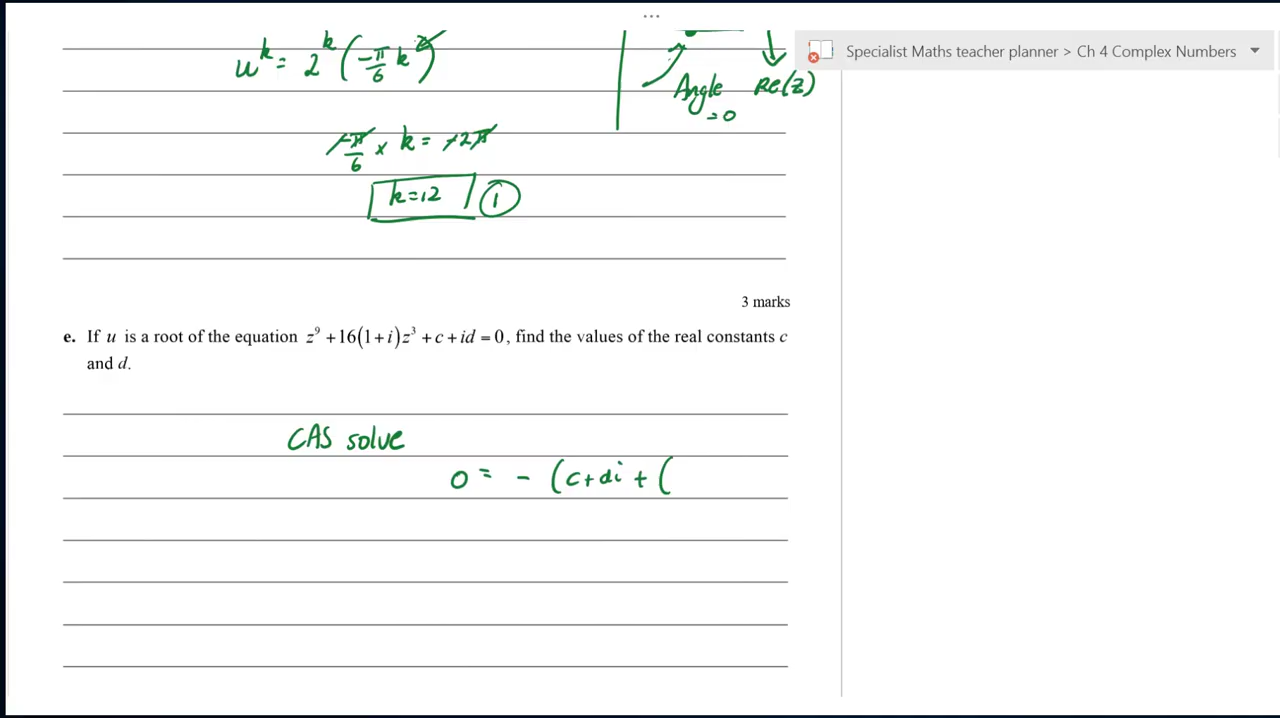 ...
u^k = 2^k (-π/6 k)
Specialist Maths teacher planner > Ch 4 Complex Numbers
Angle = 0
Re(z)
-π/6 × k = -2π
k=12 ①
3 marks
e. If u is a root of the equation z⁹ +16(1+i)z³ +c+id = 0, find the values of the real constants c
and d.
CAS solve
0 = - (c+di + (